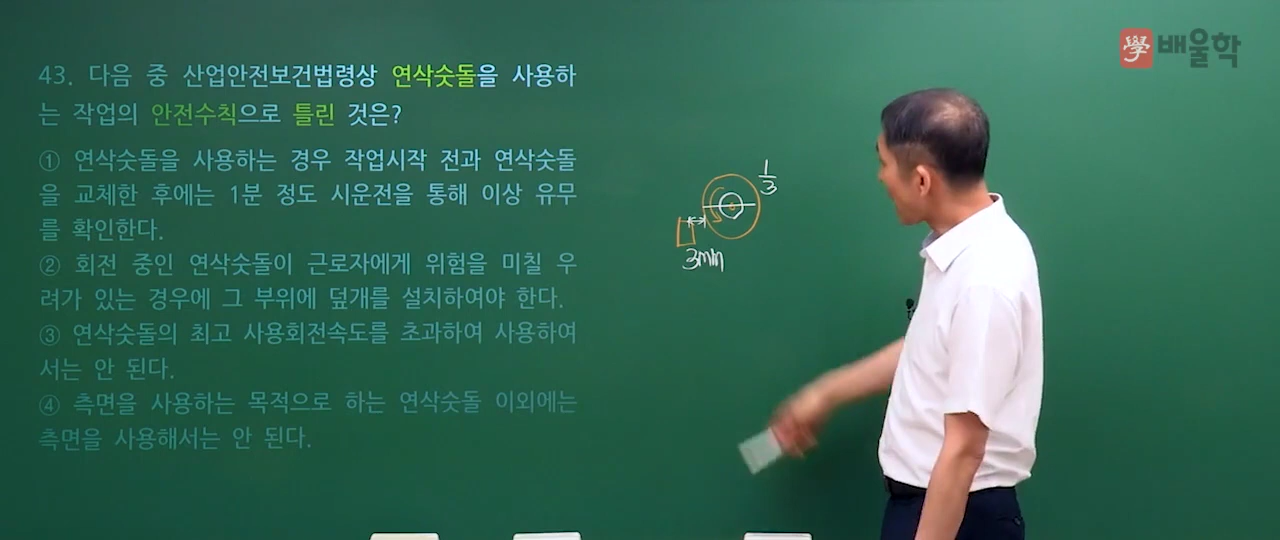 學 배울학
43. 다음 중 산업안전보건법령상 연삭숫돌을 사용하
는 작업의 안전수칙으로 틀린 것은?
① 연삭숫돌을 사용하는 경우 작업시작 전과 연삭숫돌
을 교체한 후에는 1분 정도 시운전을 통해 이상 유무
를 확인한다.
② 회전 중인 연삭숫돌이 근로자에게 위험을 미칠 우
려가 있는 경우에 그 부위에 덮개를 설치하여야 한다.
③ 연삭숫돌의 최고 사용회전속도를 초과하여 사용하여
서는 안 된다.
④ 측면을 사용하는 목적으로 하는 연삭숫돌 이외에는
측면을 사용해서는 안 된다.
1/3
3min